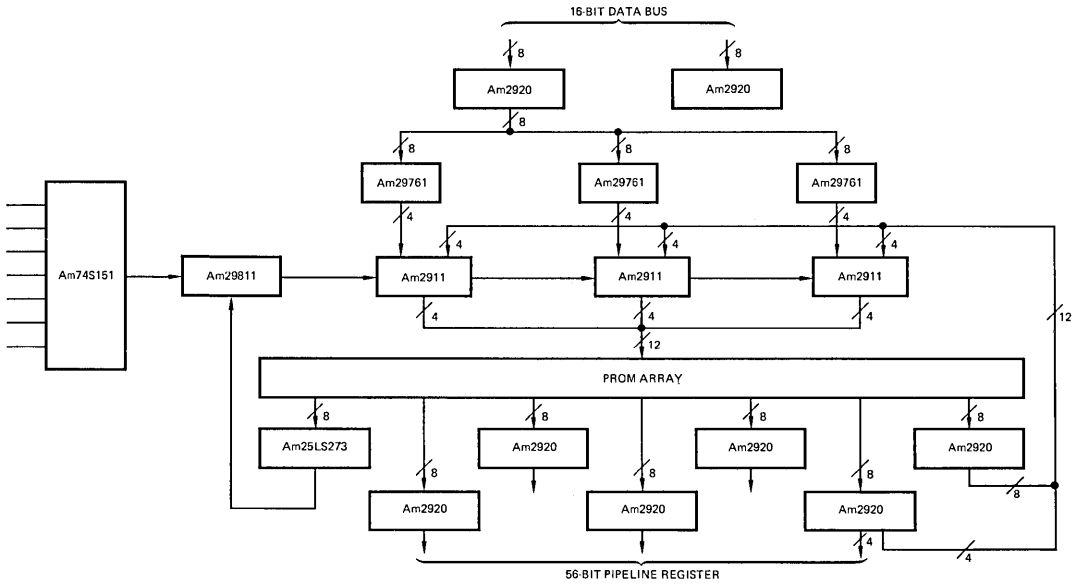 16-BIT DATA BUS
8
8
Am2920
Am2920
8
8
8
8
Am29761
Am29761
Am29761
4
4
4
4
4
4
Am74S151
Am29811
Am2911
Am2911
Am2911
4
4
4
12
12
PROM ARRAY
8
8
8
8
Am25LS273
Am2920
Am2920
Am2920
8
8
8
8
Am2920
Am2920
Am2920
4
4
56-BIT PIPELINE REGISTER